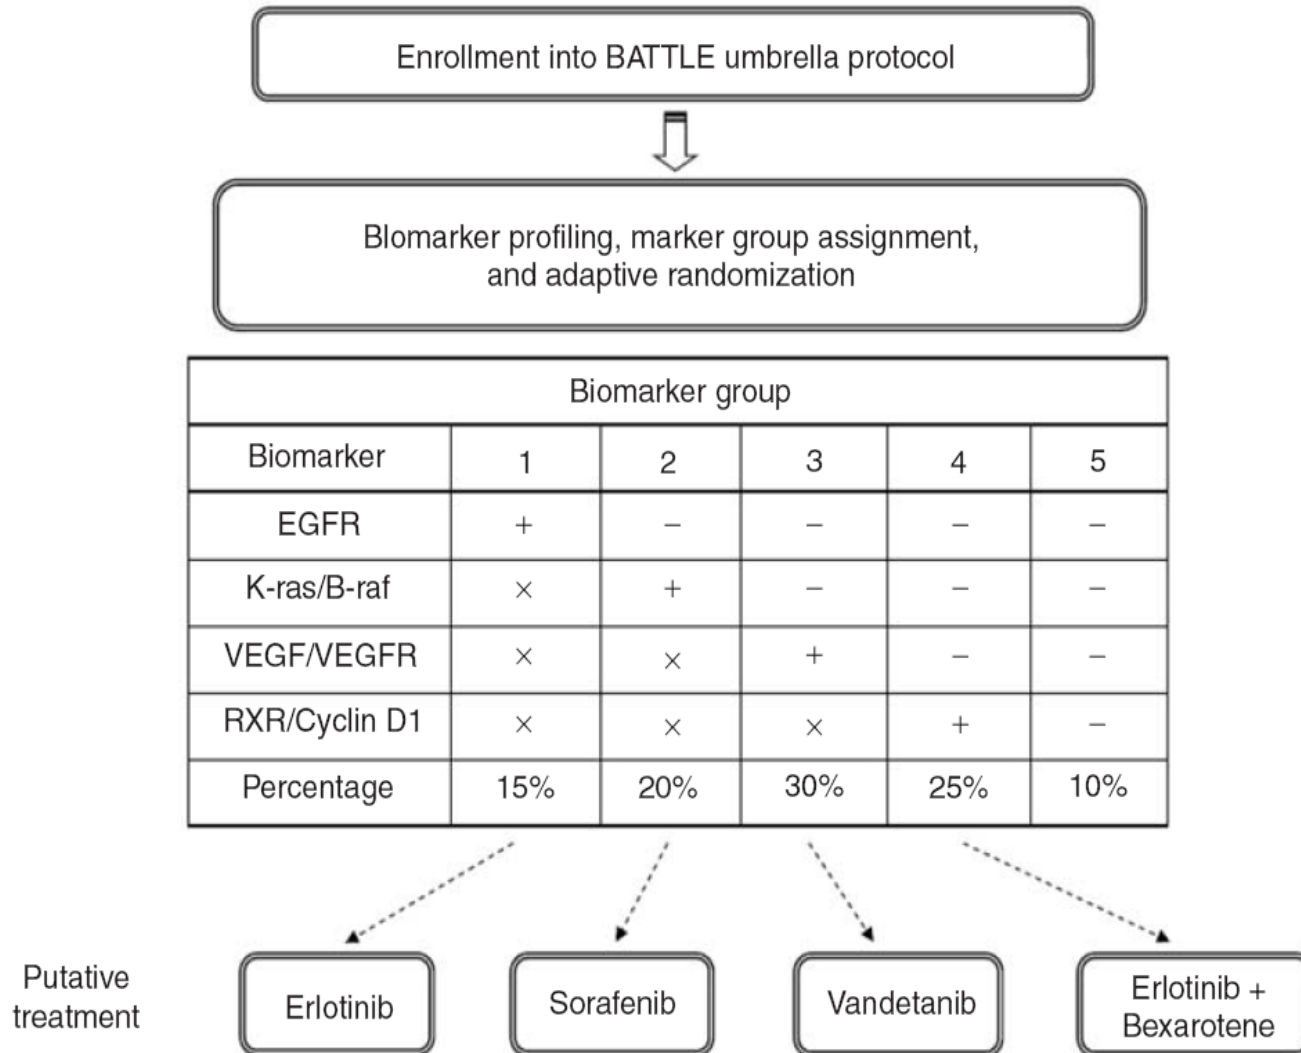 Enrollment into BATTLE umbrella protocol
Blomarker profiling, marker group assignment,
and adaptive randomization
Biomarker group
Biomarker 1 2 3 4 5
EGFR + − − − −
K-ras/B-raf × + − − −
VEGF/VEGFR × × + − −
RXR/Cyclin D1 × × × + −
Percentage 15% 20% 30% 25% 10%
Putative
treatment
Erlotinib
Sorafenib
Vandetanib
Erlotinib +
Bexarotene